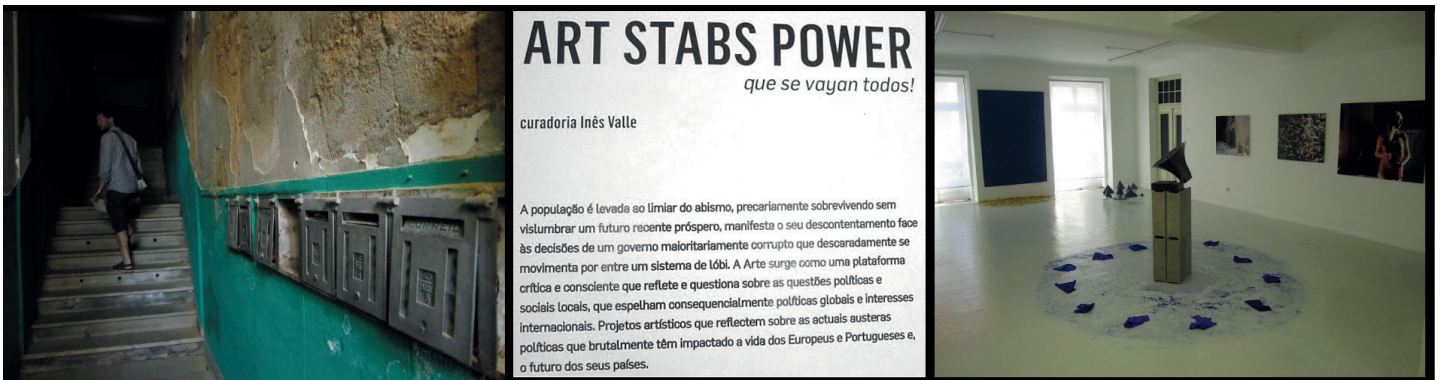 ART STABS POWER
que se vayan todos!
curadoria Inês Valle
A população é levada ao limiar do abismo, precariamente sobrevivendo sem
vislumbrar um futuro recente próspero, manifesta o seu descontentamento face
às decisões de um governo maioritariamente corrupto que descaradamente se
movimenta por entre um sistema de lóbi. A Arte surge como uma plataforma
crítica e consciente que reflete e questiona sobre as questões políticas e
sociais locais, que espelham consequencialmente políticas globais e interesses
internacionais. Projetos artísticos que reflectem sobre as actuais austeras
políticas que brutalmente têm impactado a vida dos Europeus e Portugueses e,
o futuro dos seus países.